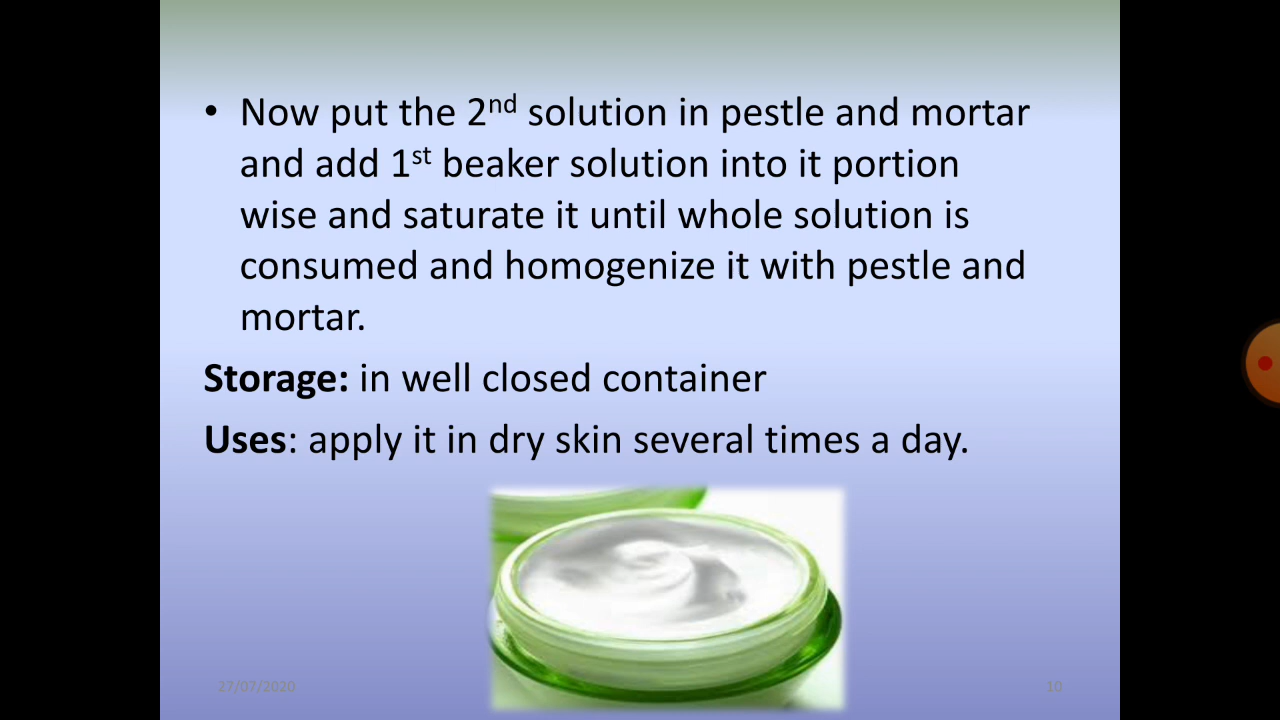 • Now put the 2nd solution in pestle and mortar
and add 1st beaker solution into it portion
wise and saturate it until whole solution is
consumed and homogenize it with pestle and
mortar.
Storage: in well closed container
Uses: apply it in dry skin several times a day.
27/07/2020
10